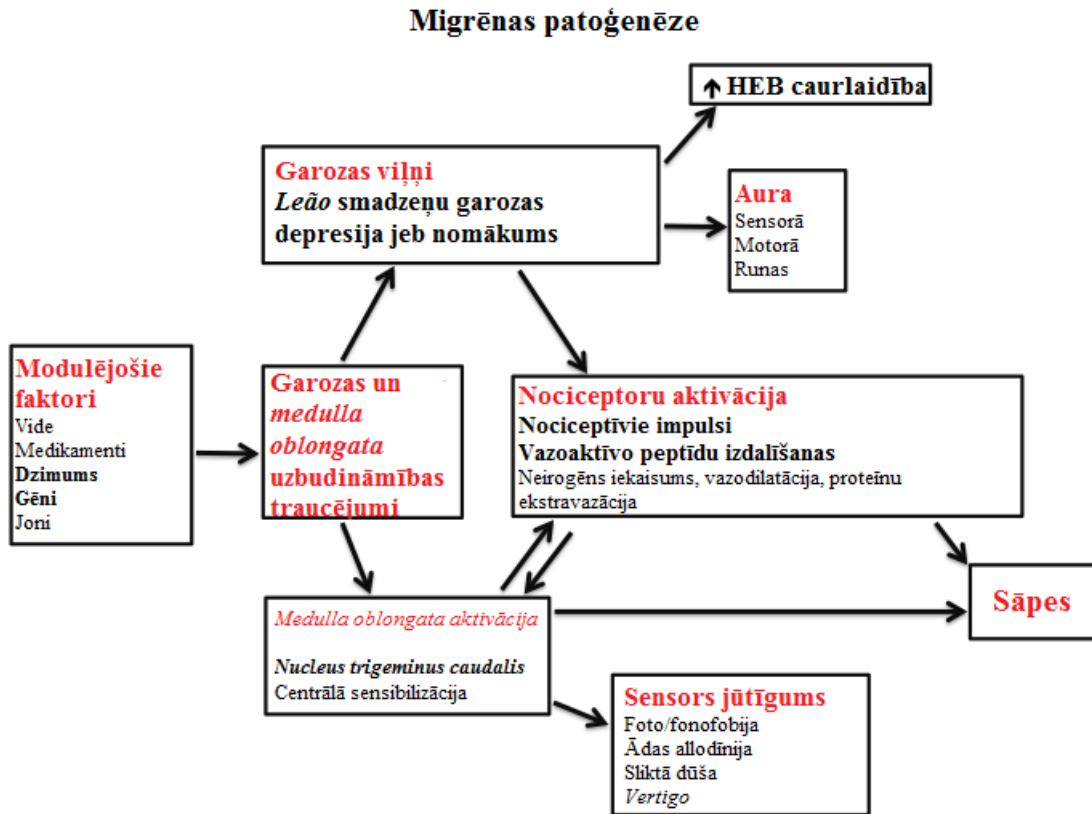 Migrēnas patoģenēze
↑ HEB caurlaidība
Garozas viļņi
Leão smadzeņu garozas
depresija jeb nomākums
Aura
Sensorā
Motorā
Runas
Modulējošie
faktori
Vide
Medikamenti
Dzimums
Gēni
Joni
Garozas un
medulla
oblongata
uzbudināmības
traucējumi
Nociceptoru aktivācija
Nociceptīvie impulsi
Vazoaktīvo peptīdu izdalīšanas
Neirogēns iekaisums, vazodilatācija, proteīnu
ekstravazācija
Medulla oblongata aktivācija
Nucleus trigeminus caudalis
Centrālā sensibilizācija
Sāpes
Sensors jūtīgums
Foto/fonofobija
Ādas allodīnija
Sliktā dūša
Vertigo